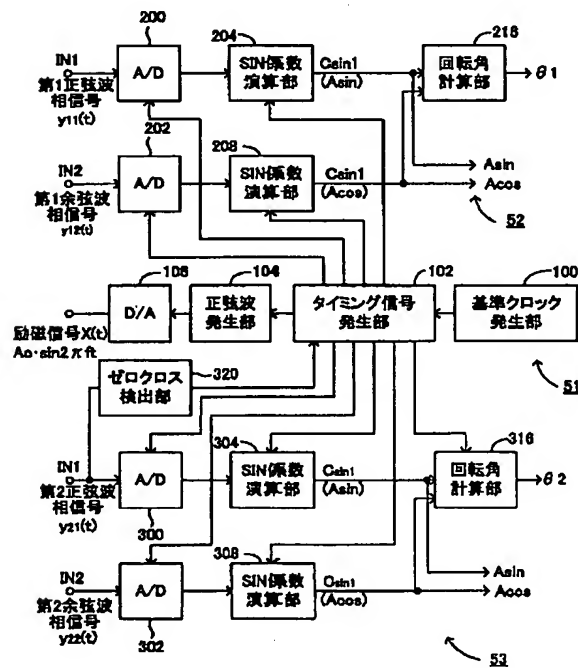 200
204
216
IN1
第1正弦波
相信号
y11(t)
A/D
SIN係数
演算部
Csin1
(Asin)
回転角
計算部
θ1
202
208
IN2
第1余弦波
相信号
y12(t)
A/D
SIN係数
演算部
Csin1
(Acos)
Asin
Acos
52
106
104
102
100
励磁信号X(t)
Ao・sin2πft
D/A
正弦波
発生部
タイミング信号
発生部
基準クロック
発生部
51
ゼロクロス
検出部
320
304
316
IN1
第2正弦波
相信号
y21(t)
A/D
300
SIN係数
演算部
Csin1
(Asin)
回転角
計算部
θ2
308
IN2
第2余弦波
相信号
y22(t)
A/D
302
SIN係数
演算部
Csin1
(Acos)
Asin
Acos
53